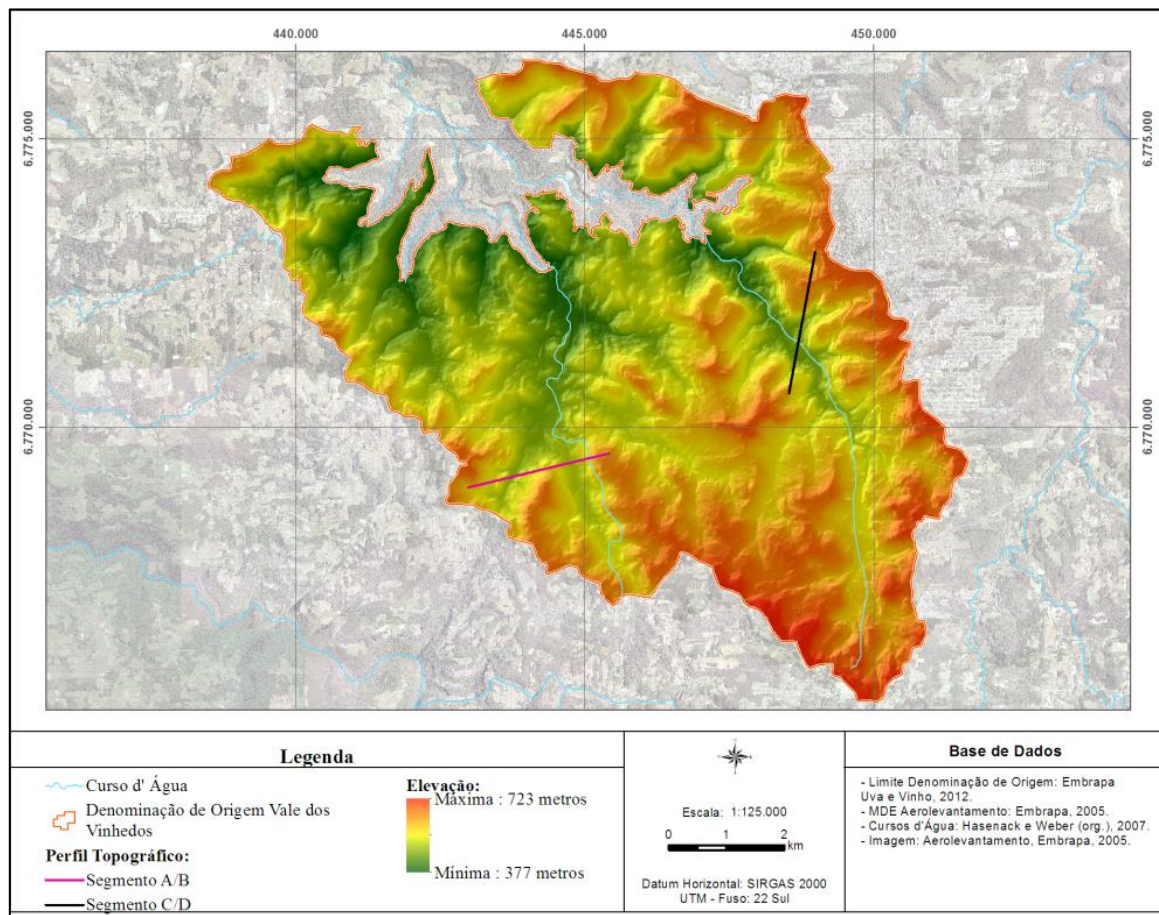 440.000 445.000 450.000
6.775.000 6.775.000
6.770.000 6.770.000
Legenda
Curso d' Água
Denominação de Origem Vale dos
Vinhedos
Perfil Topográfico:
Segmento A/B
Segmento C/D
Elevação:
Máxima : 723 metros
Mínima : 377 metros
Escala: 1:125.000
0 1 2
km
Datum Horizontal: SIRGAS 2000
UTM - Fuso: 22 Sul
Base de Dados
- Limite Denominação de Origem: Embrapa
Uva e Vinho, 2012.
- MDE Aerolevantamento: Embrapa, 2005.
- Cursos d'Água: Hasenack e Weber (org.), 2007.
- Imagem: Aerolevantamento, Embrapa, 2005.